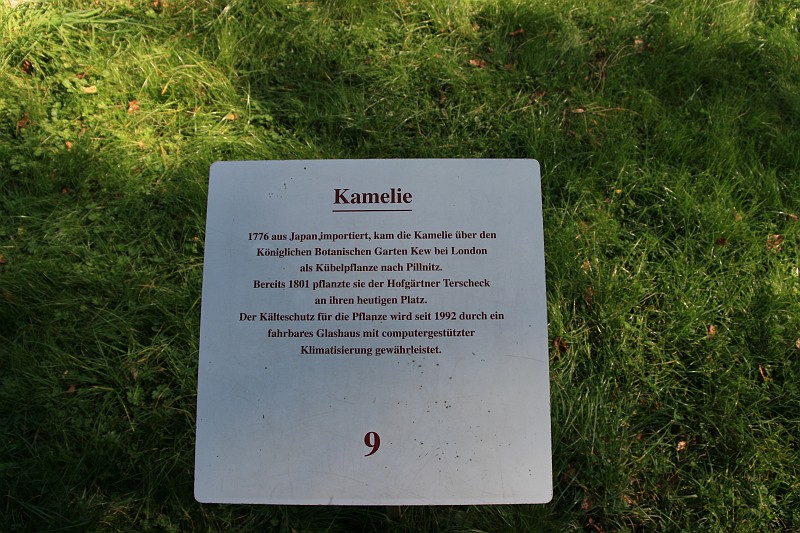 Kamelie
1776 aus Japan importiert, kam die Kamelie über den
Königlichen Botanischen Garten Kew bei London
als Kübelpflanze nach Pillnitz.
Bereits 1801 pflanzte sie der Hofgärtner Terscheck
an ihren heutigen Platz.
Der Kälteschutz für die Pflanze wird seit 1992 durch ein
fahrbares Glashaus mit computergestützter
Klimatisierung gewährleistet.
9